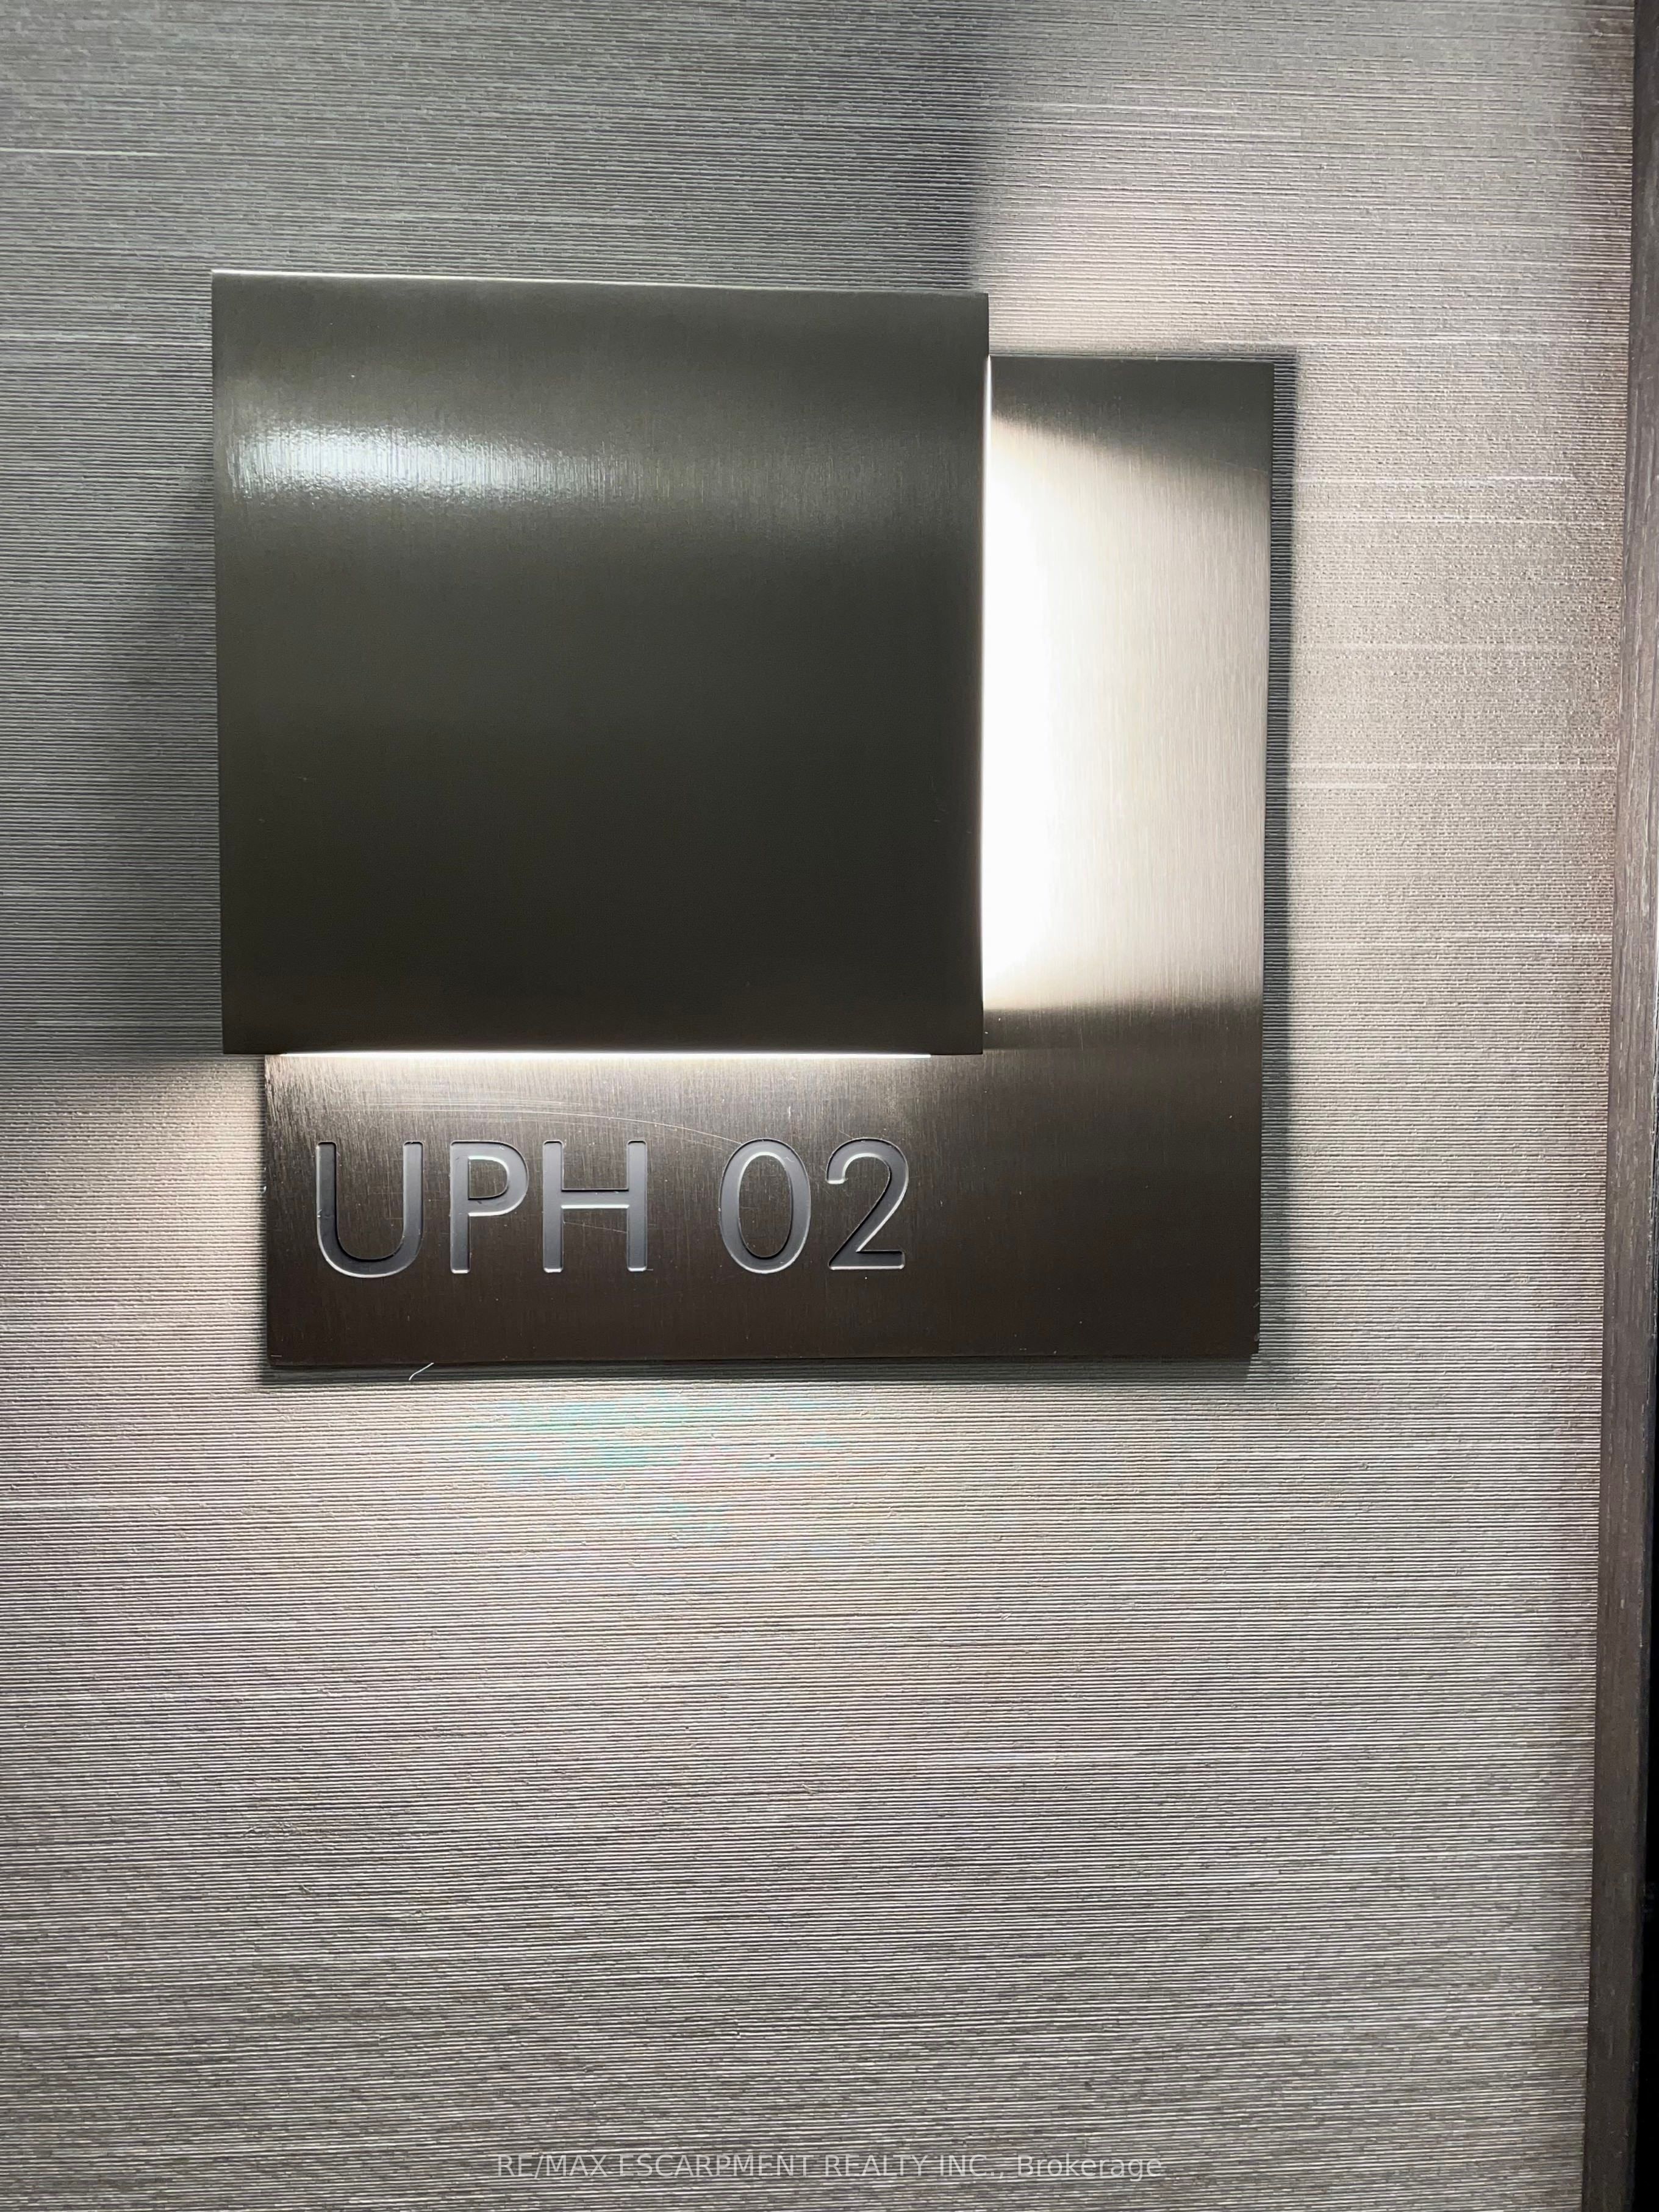 UPH 02
RE/MAX ESCARPMENT REALTY INC., Brokerage